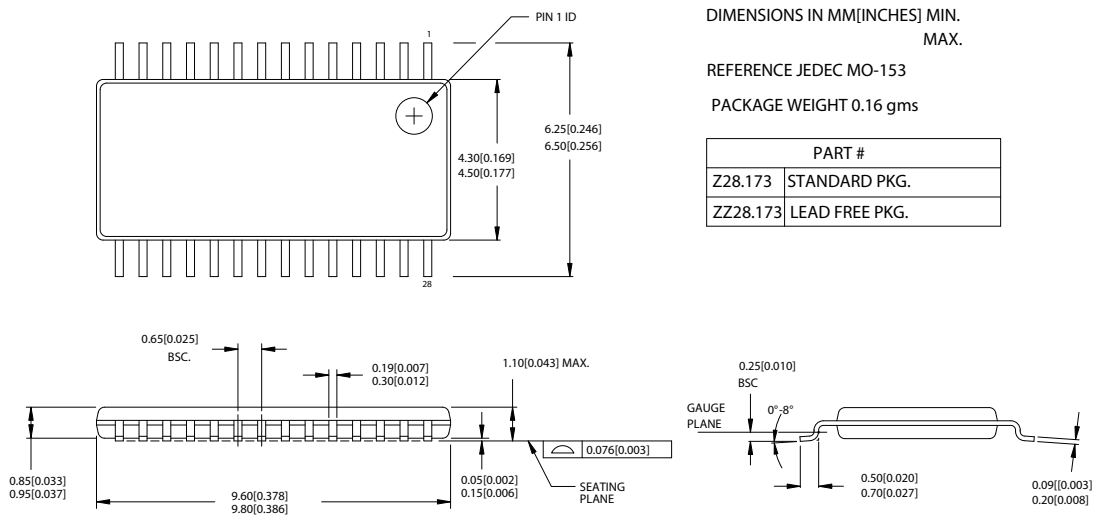 DIMENSIONS IN MM[INCHES] MIN.
MAX.
REFERENCE JEDEC MO-153
PACKAGE WEIGHT 0.16 gms
PART #
Z28.173 STANDARD PKG.
ZZ28.173 LEAD FREE PKG.
PIN 1 ID
1
6.25[0.246]
6.50[0.256]
4.30[0.169]
4.50[0.177]
28
0.65[0.025]
BSC.
0.19[0.007]
0.30[0.012]
1.10[0.043] MAX.
0.076[0.003]
0.85[0.033]
0.95[0.037]
9.60[0.378]
9.80[0.386]
0.05[0.002]
0.15[0.006]
SEATING
PLANE
0.25[0.010]
BSC
GAUGE
PLANE
0°-8°
0.50[0.020]
0.70[0.027]
0.09[[0.003]
0.20[0.008]